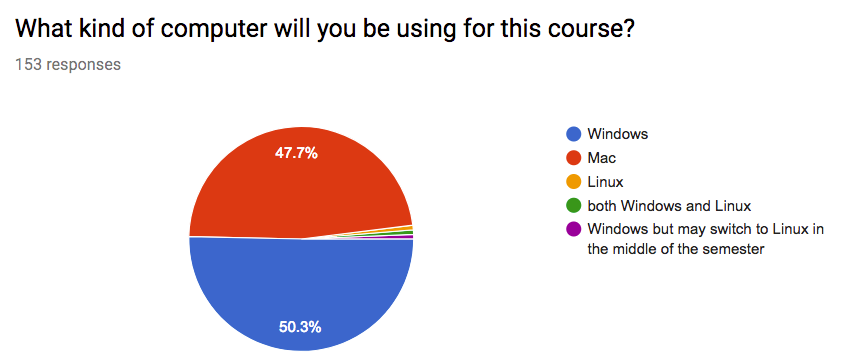 What kind of computer will you be using for this course?
153 responses
47.7%
50.3%
Windows
Mac
Linux
both Windows and Linux
Windows but may switch to Linux in
the middle of the semester